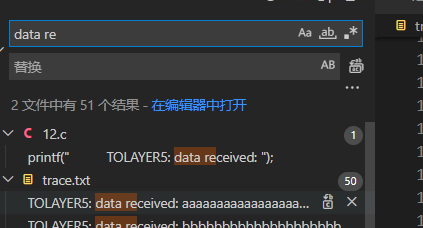 data re
Aa ab
替换
AB
2 文件中有 51 个结果 - 在编辑器中打开
C 12.c 1
printf(" TOLAYER5: data received: ");
trace.txt 50
TOLAYER5: data received: aaaaaaaaaaaaaaaaa...
TOLAYER5: data received: bbbbbbbbbbbbbbbbbbbb